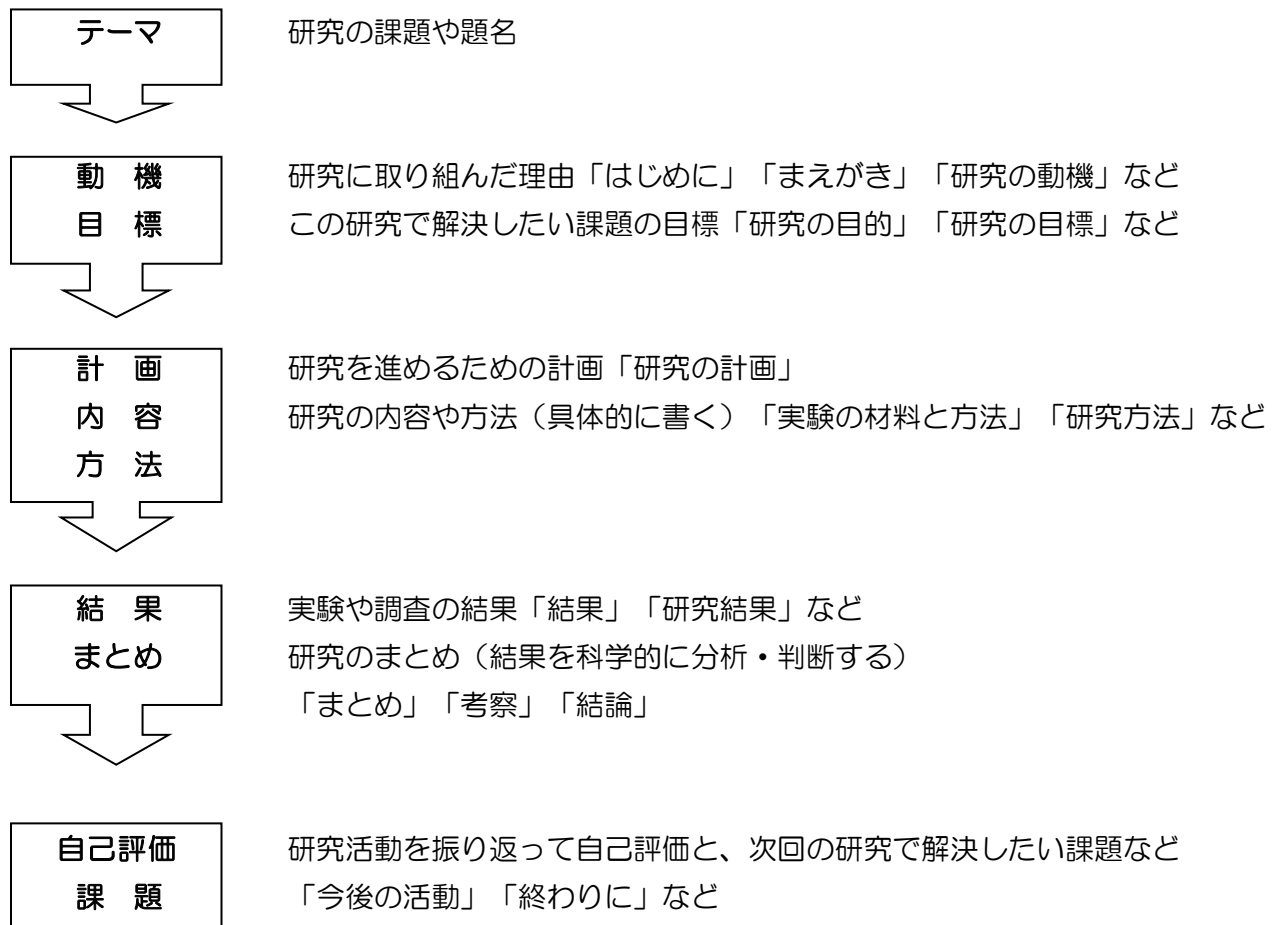 テーマ 研究の課題や題名
動 機 研究に取り組んだ理由「はじめに」「まえがき」「研究の動機」など
目 標 この研究で解決したい課題の目標「研究の目的」「研究の目標」など
計 画 研究を進めるための計画「研究の計画」
内 容 研究の内容や方法（具体的に書く）「実験の材料と方法」「研究方法」など
方 法
結 果 実験や調査の結果「結果」「研究結果」など
まとめ 研究のまとめ（結果を科学的に分析・判断する）
「まとめ」「考察」「結論」
自己評価 研究活動を振り返って自己評価と、次回の研究で解決したい課題など
課 題 「今後の活動」「終わりに」など